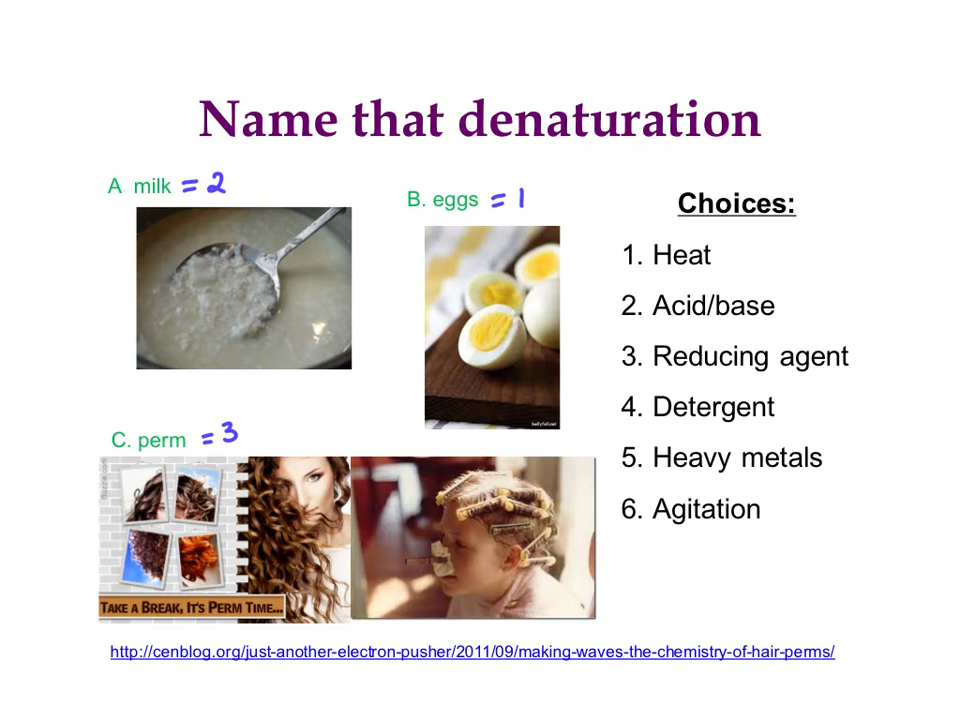 Name that denaturation
A milk = 2
B. eggs = 1
Choices:
1. Heat
2. Acid/base
3. Reducing agent
4. Detergent
5. Heavy metals
6. Agitation
C. perm = 3
TAKE A BREAK, IT'S PERM TIME...
http://cenblog.org/just-another-electron-pusher/2011/09/making-waves-the-chemistry-of-hair-perms/